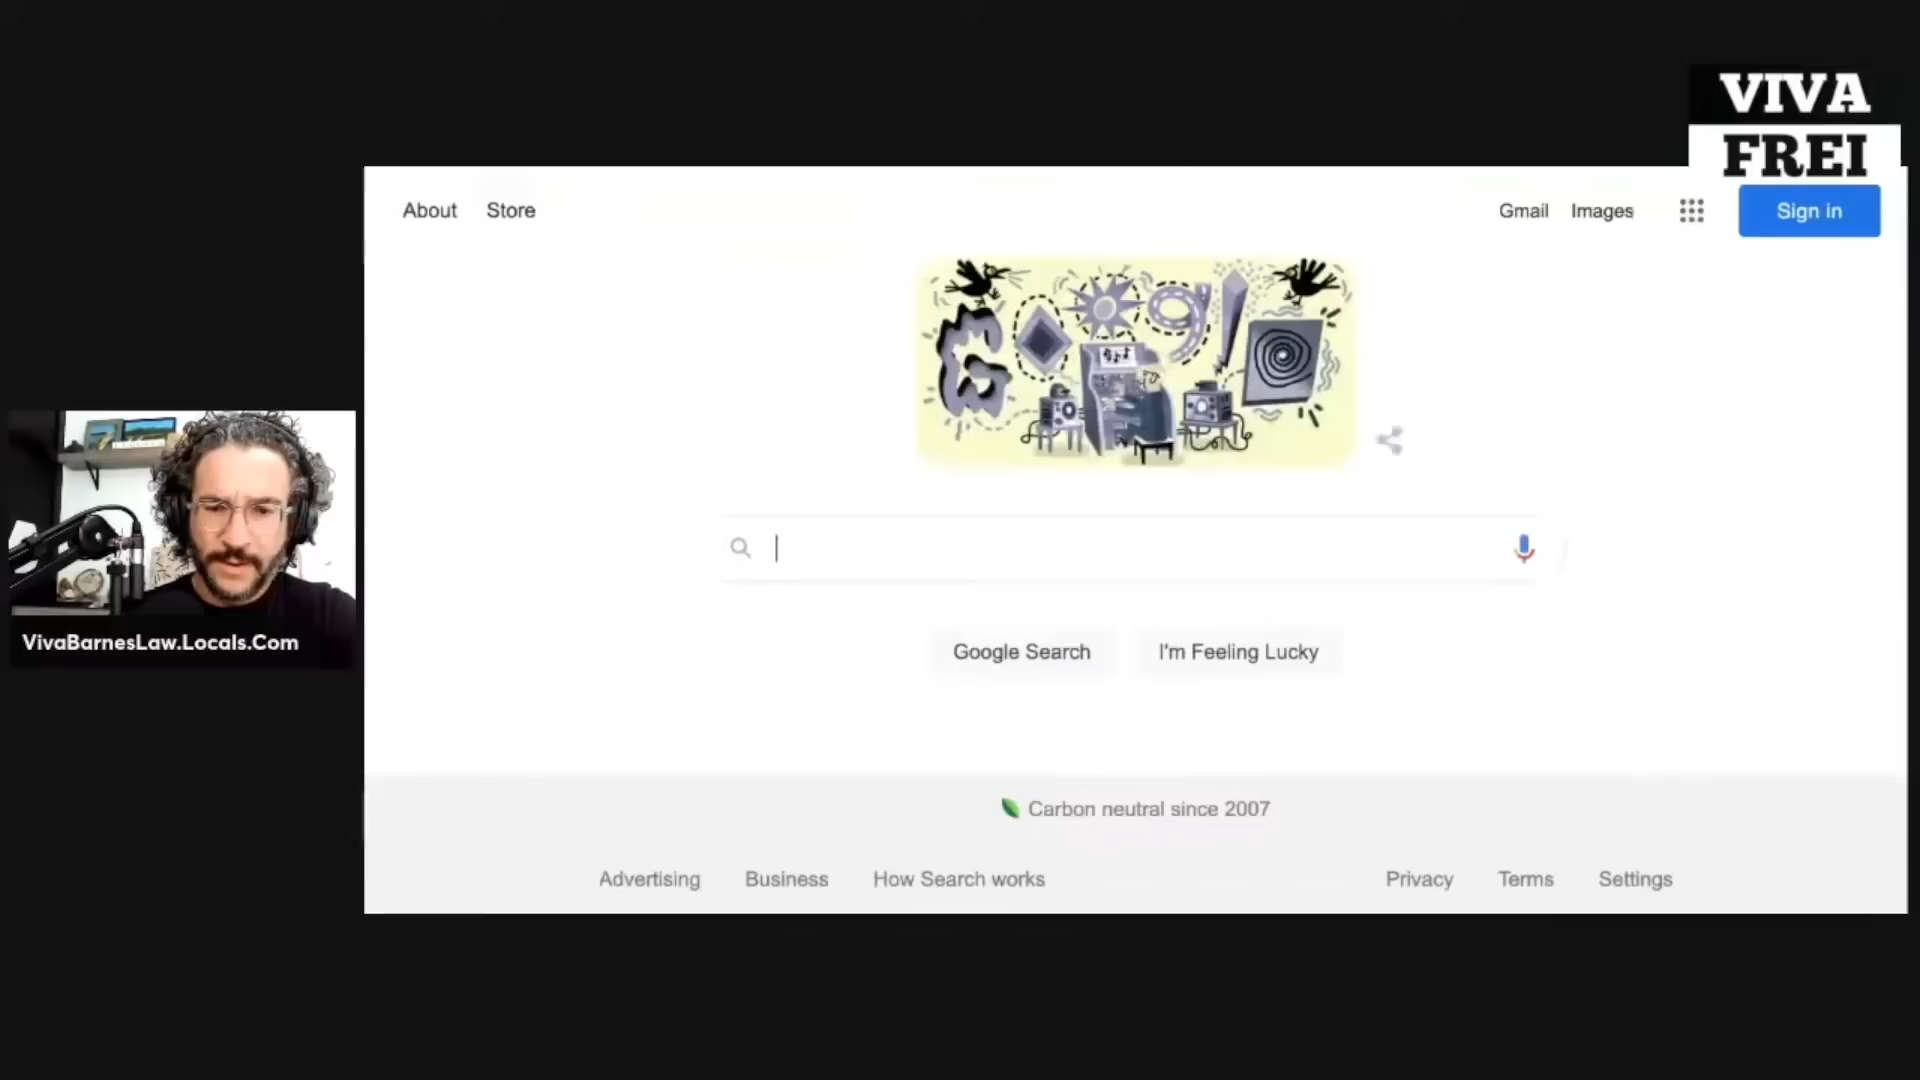 VIVA
FREI
About Store
Gmail Images
Sign in
Google Search
I'm Feeling Lucky
VivaBarnesLaw.Locals.Com
Carbon neutral since 2007
Advertising Business How Search works
Privacy Terms Settings